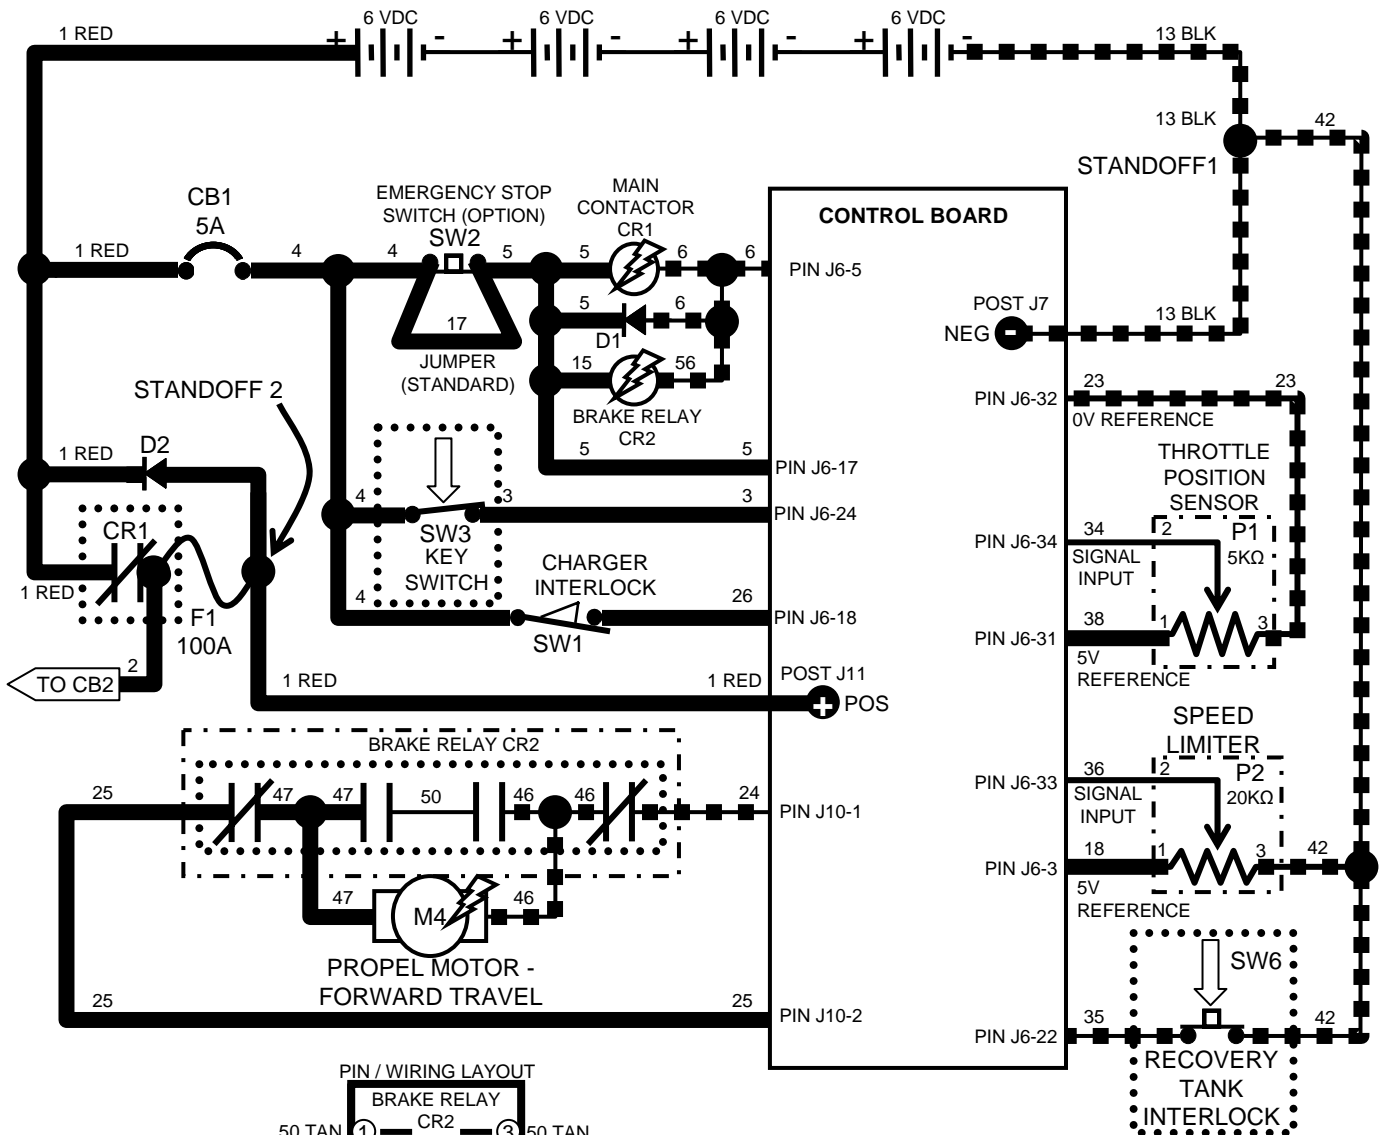 6 VDC
6 VDC
6 VDC
6 VDC
1 RED
+
-
+
-
+
-
+
-
13 BLK
13 BLK
42
STANDOFF1
CB1
5A
EMERGENCY STOP
SWITCH (OPTION)
SW2
MAIN
CONTACTOR
CR1
CONTROL BOARD
1 RED
4
4
5
5
6
6
PIN J6-5
5
6
D1
17
JUMPER
(STANDARD)
15
56
BRAKE RELAY
CR2
POST J7
NEG
-
13 BLK
STANDOFF 2
PIN J6-32
23
23
0V REFERENCE
1 RED
D2
5
5
PIN J6-17
THROTTLE
POSITION
SENSOR
4
3
3
PIN J6-24
SW3
KEY
SWITCH
CR1
1 RED
F1
100A
CHARGER
INTERLOCK
4
26
PIN J6-18
SW1
PIN J6-34
34
SIGNAL
INPUT
2
P1
5KΩ
PIN J6-31
38
1
3
5V
REFERENCE
2
TO CB2
1 RED
1 RED
POST J11
+
POS
SPEED
LIMITER
BRAKE RELAY CR2
25
47
47
50
46
46
24
PIN J10-1
PIN J6-33
36
SIGNAL
INPUT
2
P2
20KΩ
PIN J6-3
18
1
3
42
5V
REFERENCE
47
M4
46
PROPEL MOTOR -
FORWARD TRAVEL
25
25
PIN J10-2
SW6
PIN J6-22
35
42
RECOVERY
TANK
INTERLOCK
PIN / WIRING LAYOUT
BRAKE RELAY
CR2
50 TAN
1
3
50 TAN